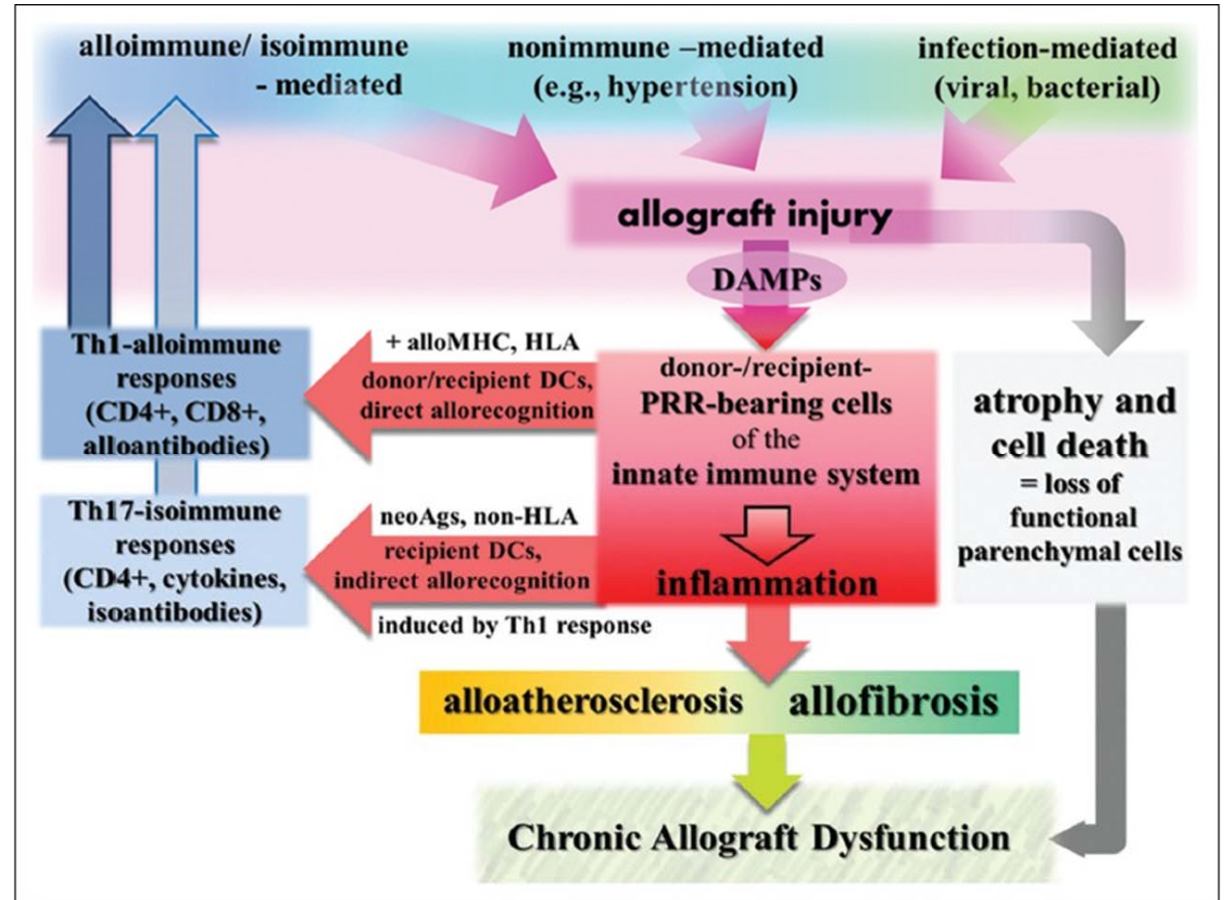 alloimmune/ isoimmune
- mediated
nonimmune –mediated
(e.g., hypertension)
infection-mediated
(viral, bacterial)
allograft injury
DAMPs
Th1-alloimmune
responses
(CD4+, CD8+,
alloantibodies)
+ alloMHC, HLA
donor/recipient DCs,
direct allorecognition
donor-/recipient-
PRR-bearing cells
of the
innate immune system
inflammation
atrophy and
cell death
= loss of
functional
parenchymal cells
Th17-isoimmune
responses
(CD4+, cytokines,
isoantibodies)
neoAgs, non-HLA
recipient DCs,
indirect allorecognition
induced by Th1 response
alloatherosclerosis allofibrosis
Chronic Allograft Dysfunction